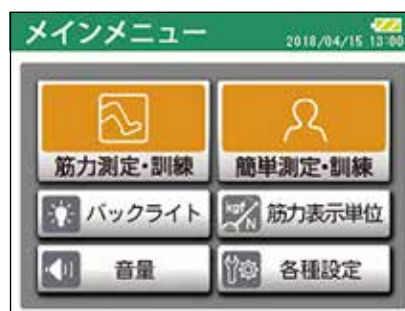 メインメニュー
2018/04/15 13:00
筋力測定・訓練
簡単測定・訓練
バックライト
kgf/N
筋力表示単位
音量
各種設定